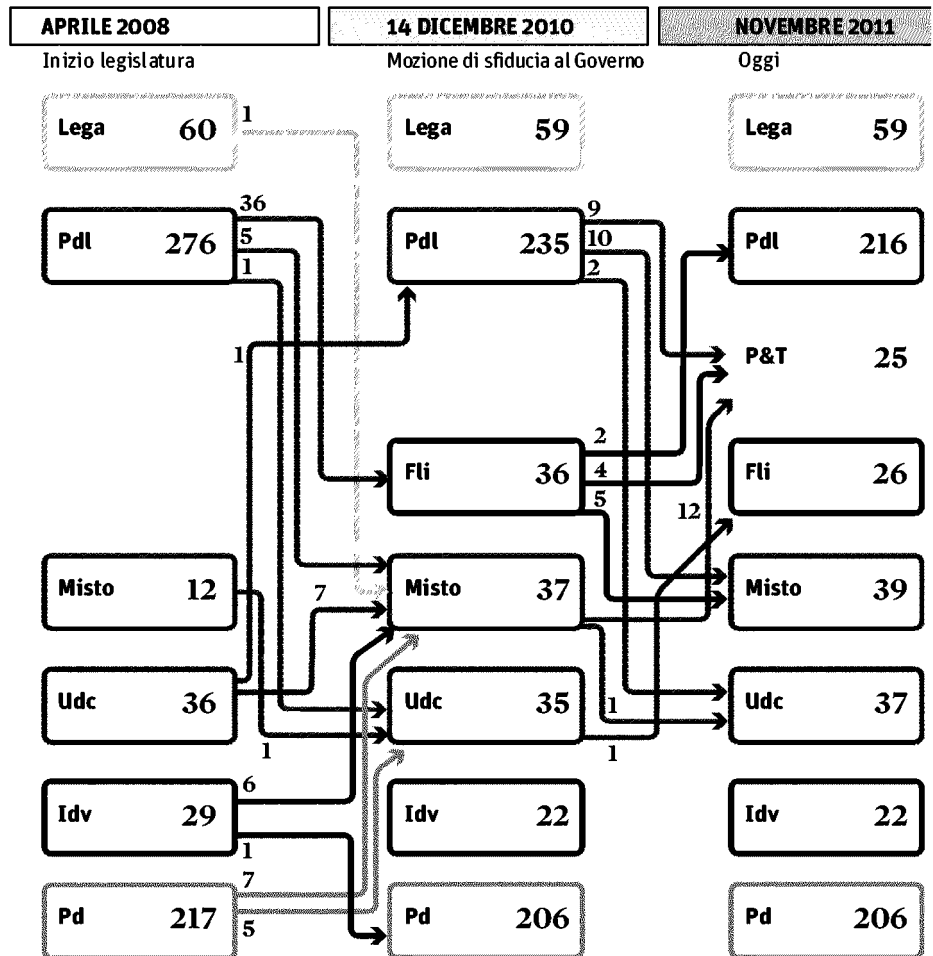 APRILE 2008
14 DICEMBRE 2010
NOVEMBRE 2011
Inizio legislatura
Mozione di sfiducia al Governo
Oggi
Lega 60
1
Lega 59
Lega 59
Pdl 276
36
5
1
Pdl 235
9
10
2
Pdl 216
1
P&T 25
Fli 36
2
4
5
Fli 26
12
Misto 12
7
Misto 37
Misto 39
Udc 36
1
Udc 35
1
1
Udc 37
Idv 29
6
1
Idv 22
Idv 22
Pd 217
7
5
Pd 206
Pd 206